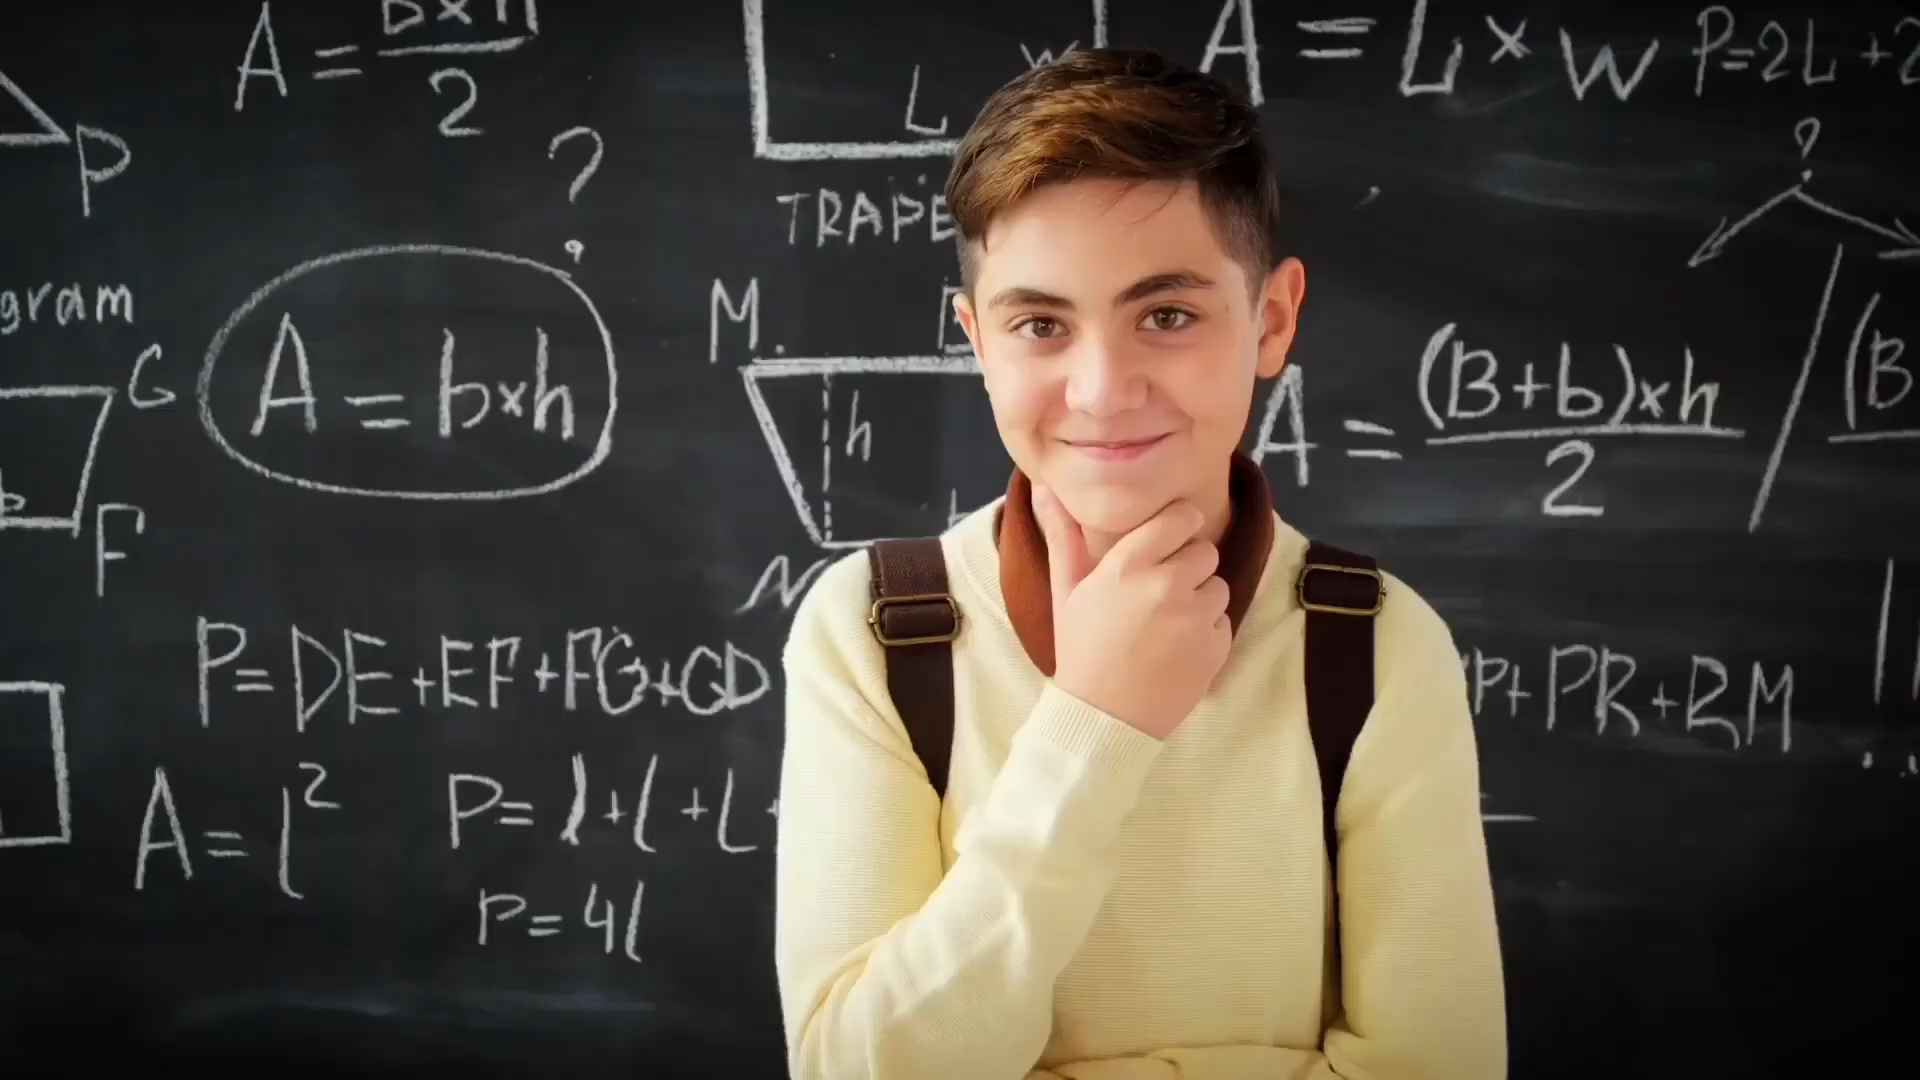 A = b x h / 2
L
W
A = L x W
P=2L +2
P
?
?
TRAPE
gram
G
A = b x h
M
h
A = (B+b) x h / 2
(B
b
F
N
P= DE+EF+FG+GD
P+PR+RM
A = l²
P= l+l+L+
P= 4l